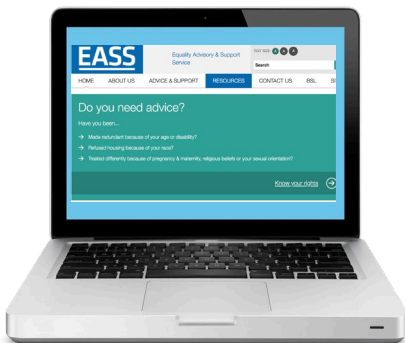 EASS
Equality Advisory & Support
Service
TEXT SIZE: A A A
Search
HOME ABOUT US ADVICE & SUPPORT RESOURCES CONTACT US BSL
Do you need advice?
Have you been...
→ Made redundant because of your age or disability?
→ Refused housing because of your race?
→ Treated differently because of pregnancy & maternity, religious beliefs or your sexual orientation?
Know your rights →